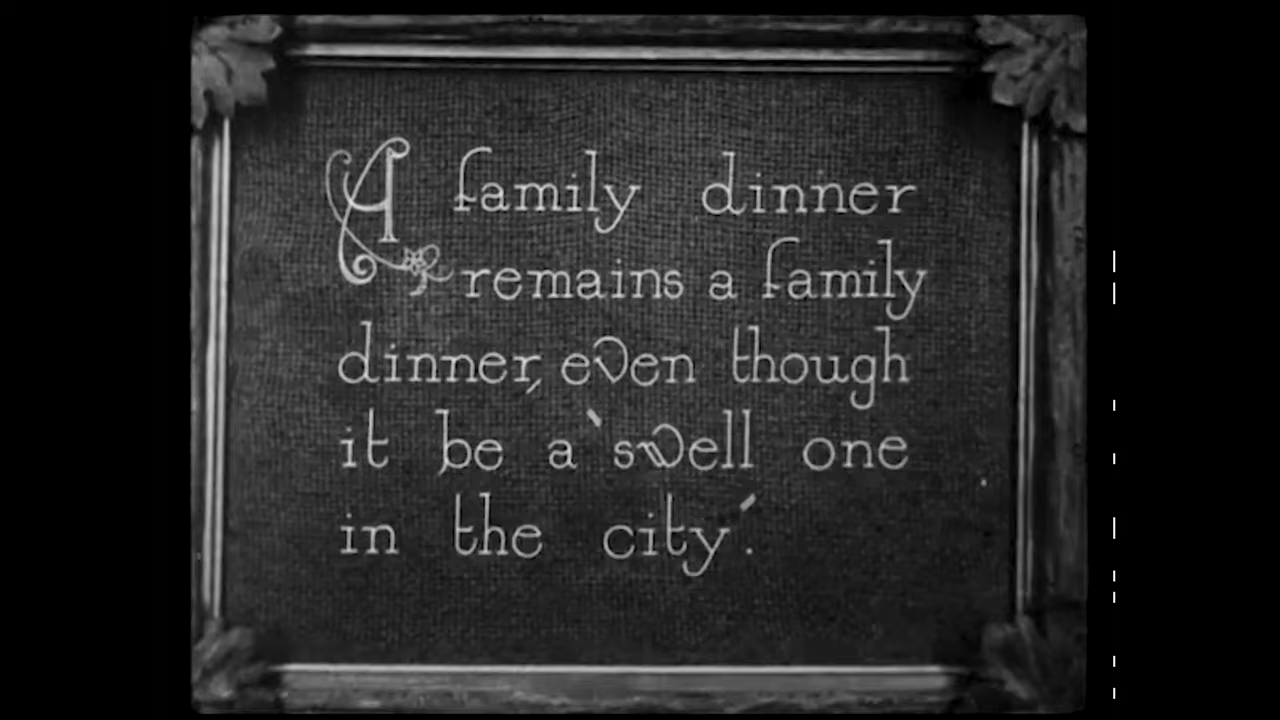 A family dinner
remains a family
dinner, even though
it be a 'swell one
in the city'.